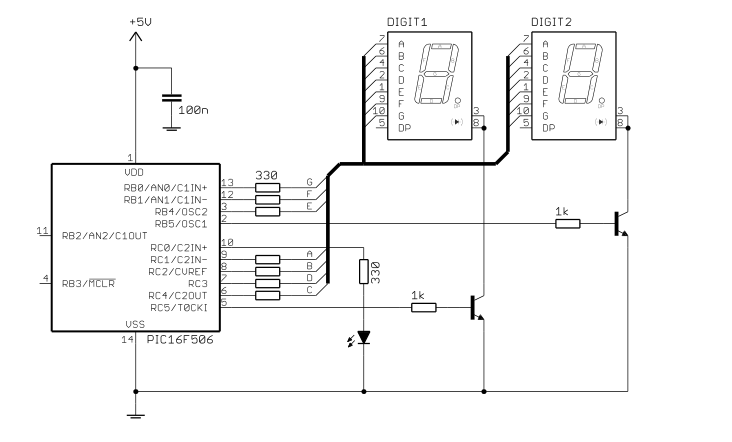 +5V
DIGIT1
DIGIT2
7 A
6 B
4 C
2 D
1 E
9 F
10 G
5 DP
3
8
7 A
6 B
4 C
2 D
1 E
9 F
10 G
5 DP
3
8
100n
1
VDD
330
RB0/AN0/C1IN+ 13 G
RB1/AN1/C1IN- 12 F
RB4/OSC2 3 E
RB5/OSC1 2
1k
11 RB2/AN2/C1OUT
RC0/C2IN+ 10
RC1/C2IN- 9 A
RC2/CVREF 8 B
4 RB3/MCLR
RC3 7 D
RC4/C2OUT 6 C
RC5/T0CKI 5
330
1k
VSS
14
PIC16F506